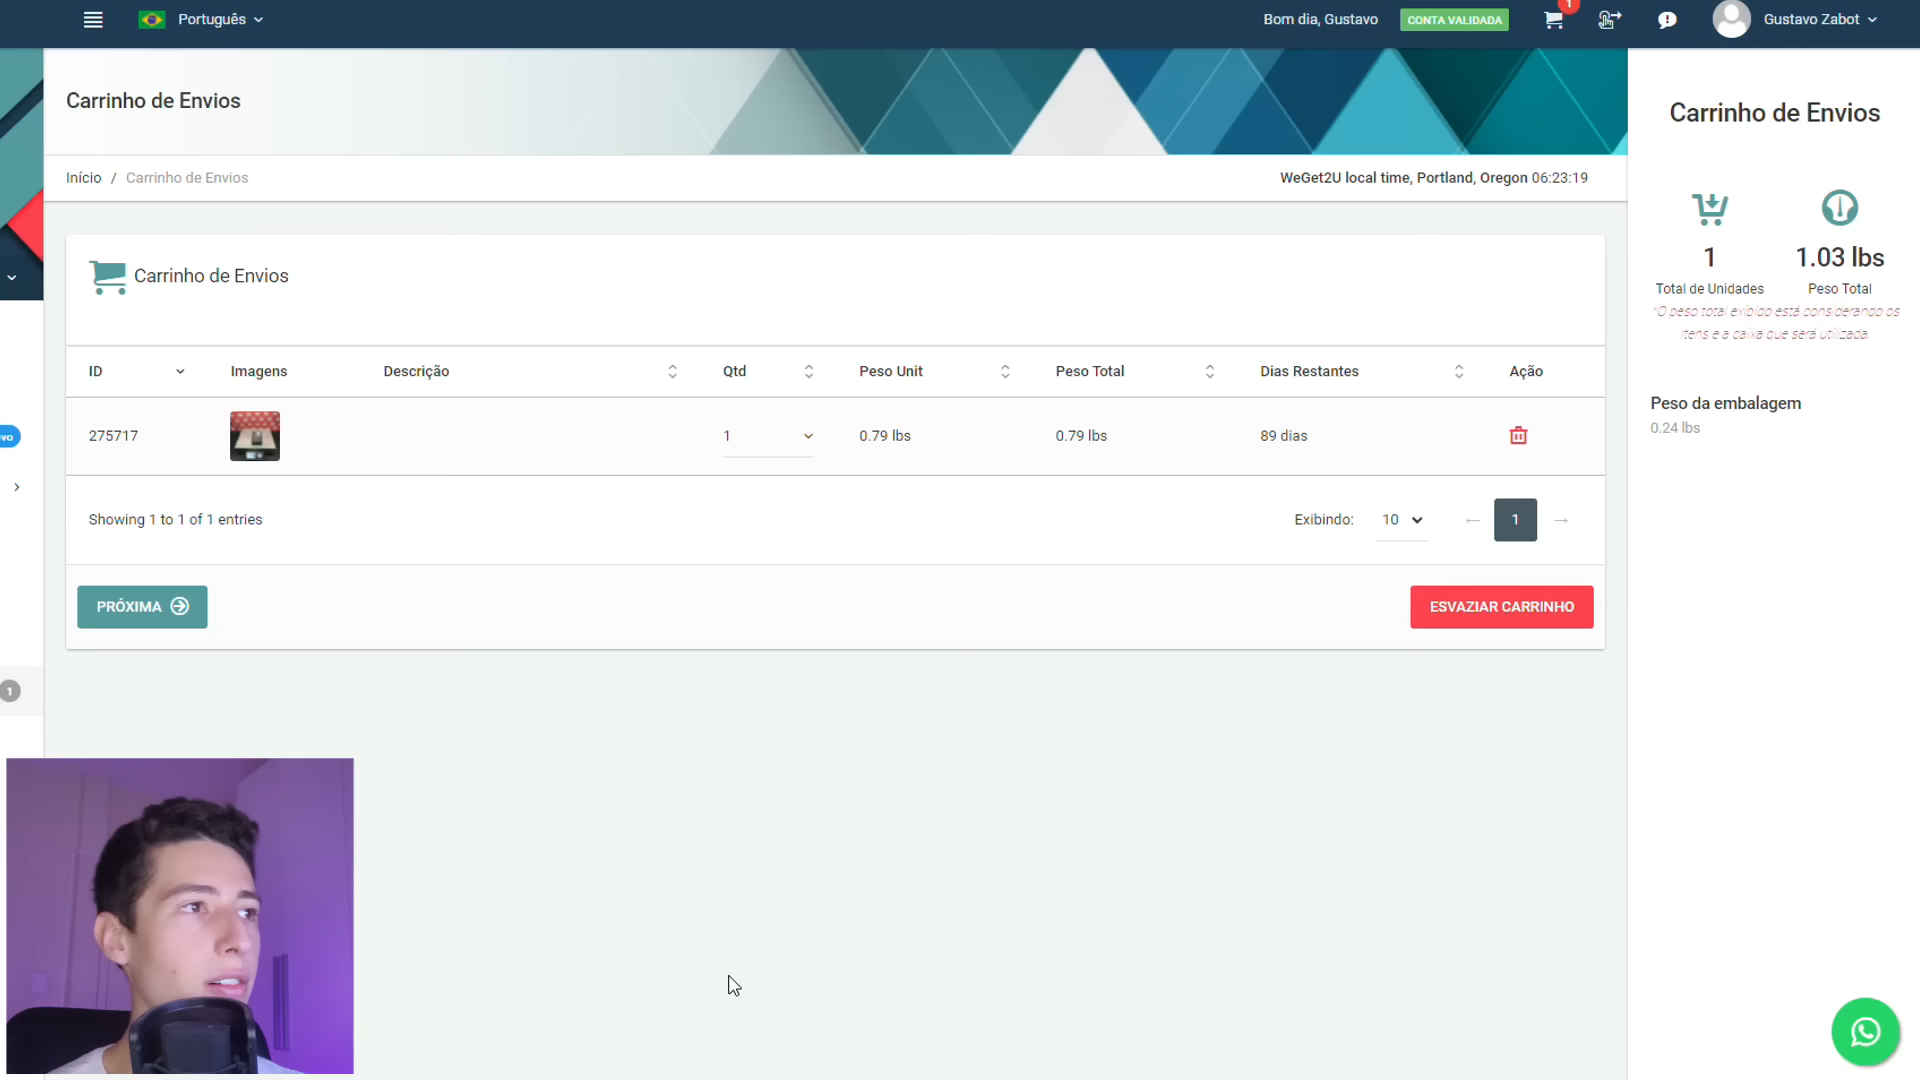 Português
Bom dia, Gustavo
CONTA VALIDADA
1
Gustavo Zabot
Carrinho de Envios
Início / Carrinho de Envios
WeGet2U local time, Portland, Oregon 06:23:19
Carrinho de Envios
ID Imagens Descrição Qtd Peso Unit Peso Total Dias Restantes Ação
275717 1 0.79 lbs 0.79 lbs 89 dias
Showing 1 to 1 of 1 entries
Exibindo: 10 ← 1 →
PRÓXIMA
ESVAZIAR CARRINHO
vo
1
Carrinho de Envios
1 1.03 lbs
Total de Unidades Peso Total
*O peso total exibido está considerando os
itens e a caixa que será utilizada.
Peso da embalagem
0.24 lbs